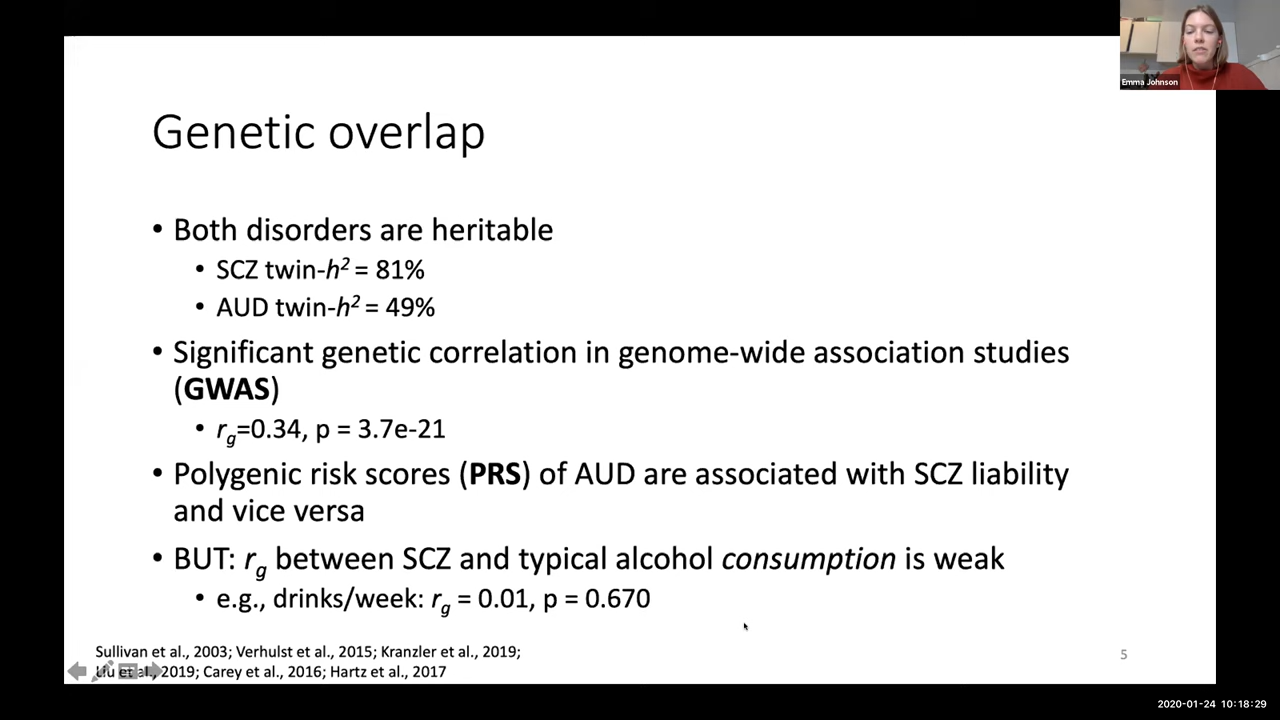 Emma Johnson
Genetic overlap
• Both disorders are heritable
• SCZ twin-h² = 81%
• AUD twin-h² = 49%
• Significant genetic correlation in genome-wide association studies
(GWAS)
• rg=0.34, p = 3.7e-21
• Polygenic risk scores (PRS) of AUD are associated with SCZ liability
and vice versa
• BUT: rg between SCZ and typical alcohol consumption is weak
• e.g., drinks/week: rg = 0.01, p = 0.670
Sullivan et al., 2003; Verhulst et al., 2015; Kranzler et al., 2019;
Liu et al., 2019; Carey et al., 2016; Hartz et al., 2017
5
2020-01-24 10:18:29